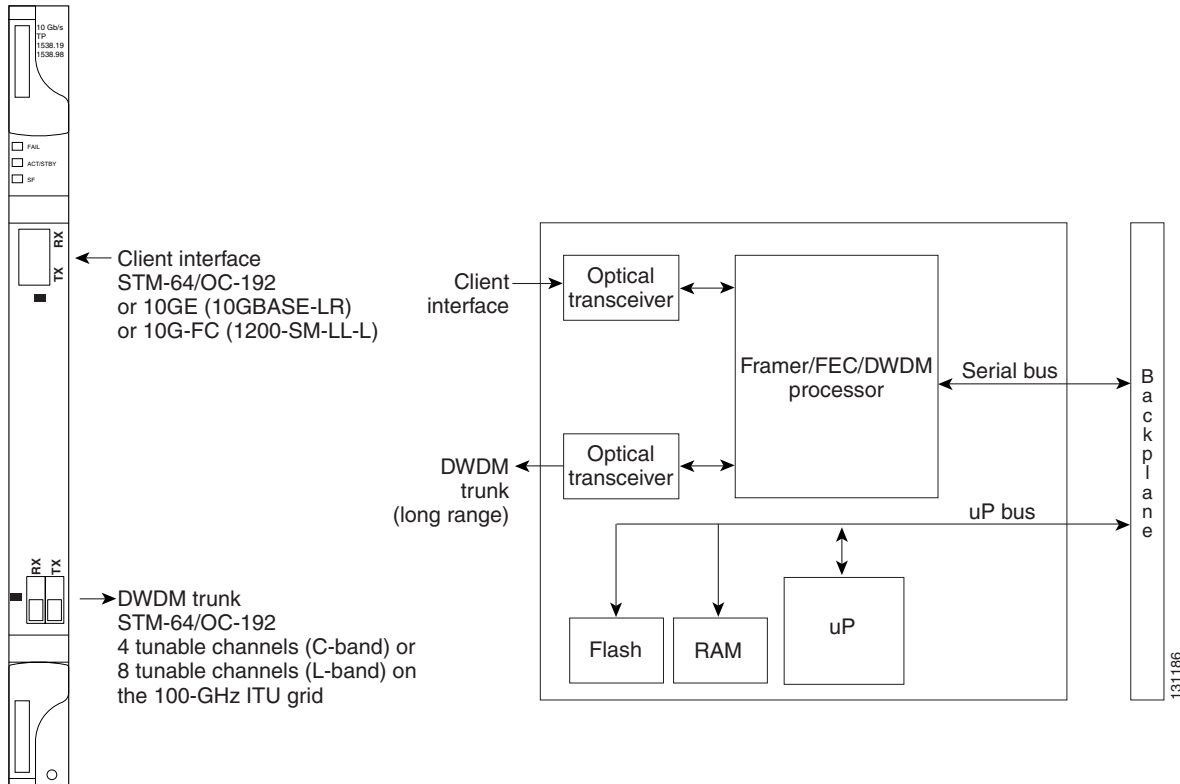 10 Gb/s
TP
1538.19
1538.98
FAIL
ACT/STBY
SF
RX
TX
Client interface
STM-64/OC-192
or 10GE (10GBASE-LR)
or 10G-FC (1200-SM-LL-L)
RX
TX
DWDM trunk
STM-64/OC-192
4 tunable channels (C-band) or
8 tunable channels (L-band) on
the 100-GHz ITU grid
Client
interface
Optical
transceiver
Framer/FEC/DWDM
processor
Serial bus
DWDM
trunk
(long range)
Optical
transceiver
uP bus
Flash
RAM
uP
Backplane
131186